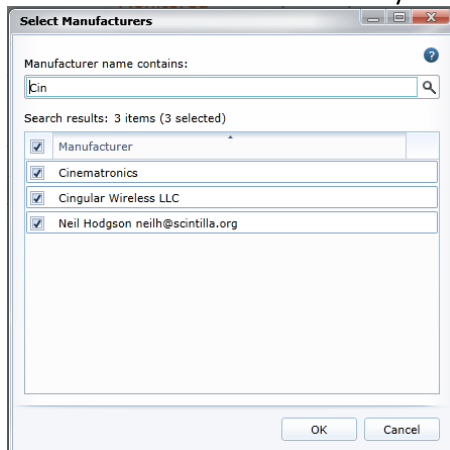 Select Manufacturers
Manufacturer name contains:
Cin
Search results: 3 items (3 selected)
Manufacturer
Cinematronics
Cingular Wireless LLC
Neil Hodgson neilh@scintilla.org
OK Cancel